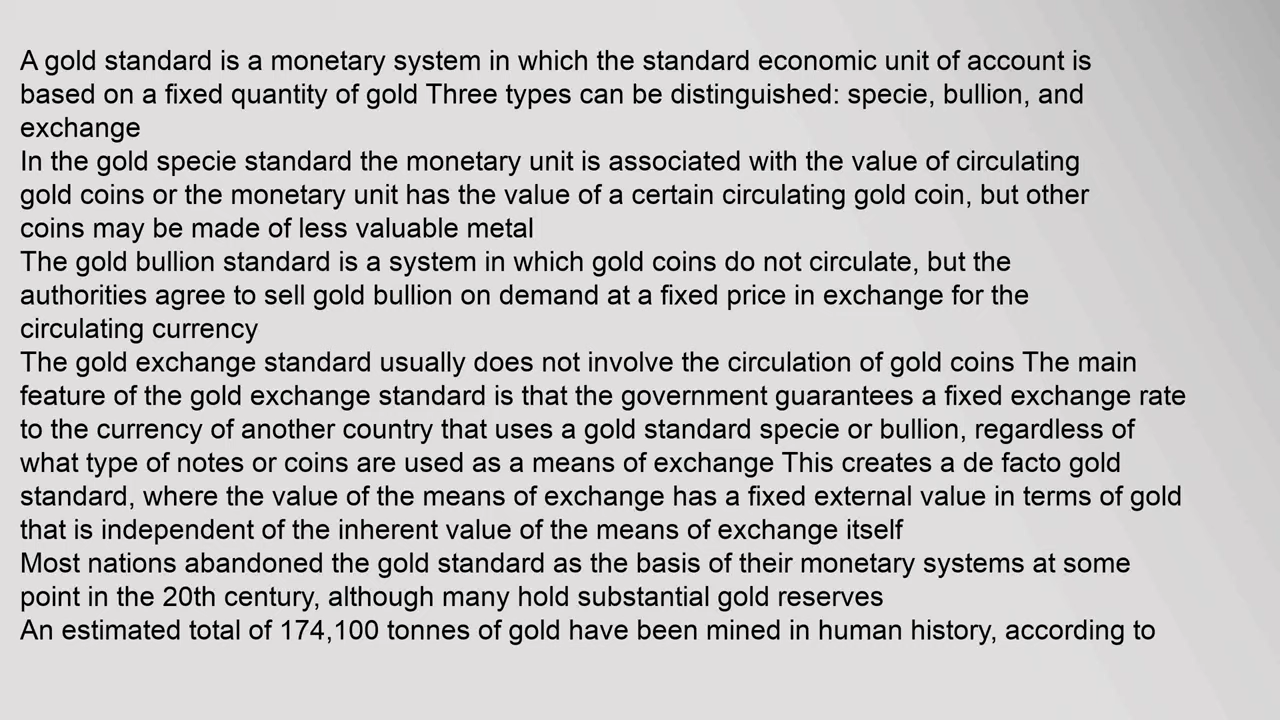 A gold standard is a monetary system in which the standard economic unit of account is
based on a fixed quantity of gold Three types can be distinguished: specie, bullion, and
exchange
In the gold specie standard the monetary unit is associated with the value of circulating
gold coins or the monetary unit has the value of a certain circulating gold coin, but other
coins may be made of less valuable metal
The gold bullion standard is a system in which gold coins do not circulate, but the
authorities agree to sell gold bullion on demand at a fixed price in exchange for the
circulating currency
The gold exchange standard usually does not involve the circulation of gold coins The main
feature of the gold exchange standard is that the government guarantees a fixed exchange rate
to the currency of another country that uses a gold standard specie or bullion, regardless of
what type of notes or coins are used as a means of exchange This creates a de facto gold
standard, where the value of the means of exchange has a fixed external value in terms of gold
that is independent of the inherent value of the means of exchange itself
Most nations abandoned the gold standard as the basis of their monetary systems at some
point in the 20th century, although many hold substantial gold reserves
An estimated total of 174,100 tonnes of gold have been mined in human history, according to